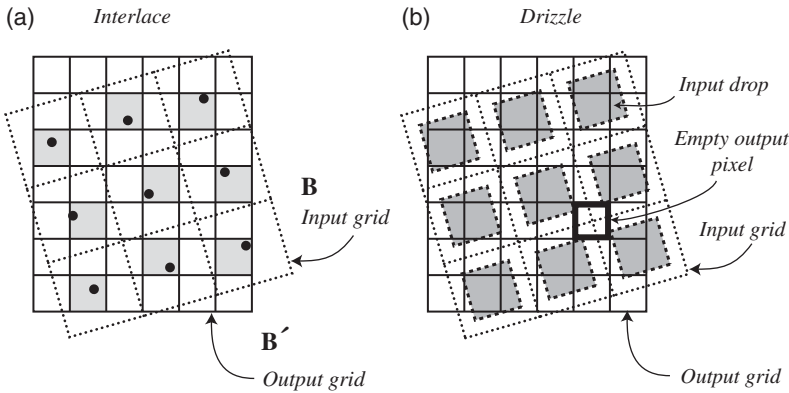 (a)
Interlace
B
Input grid
B´
Output grid
(b)
Drizzle
Input drop
Empty output
pixel
Input grid
Output grid